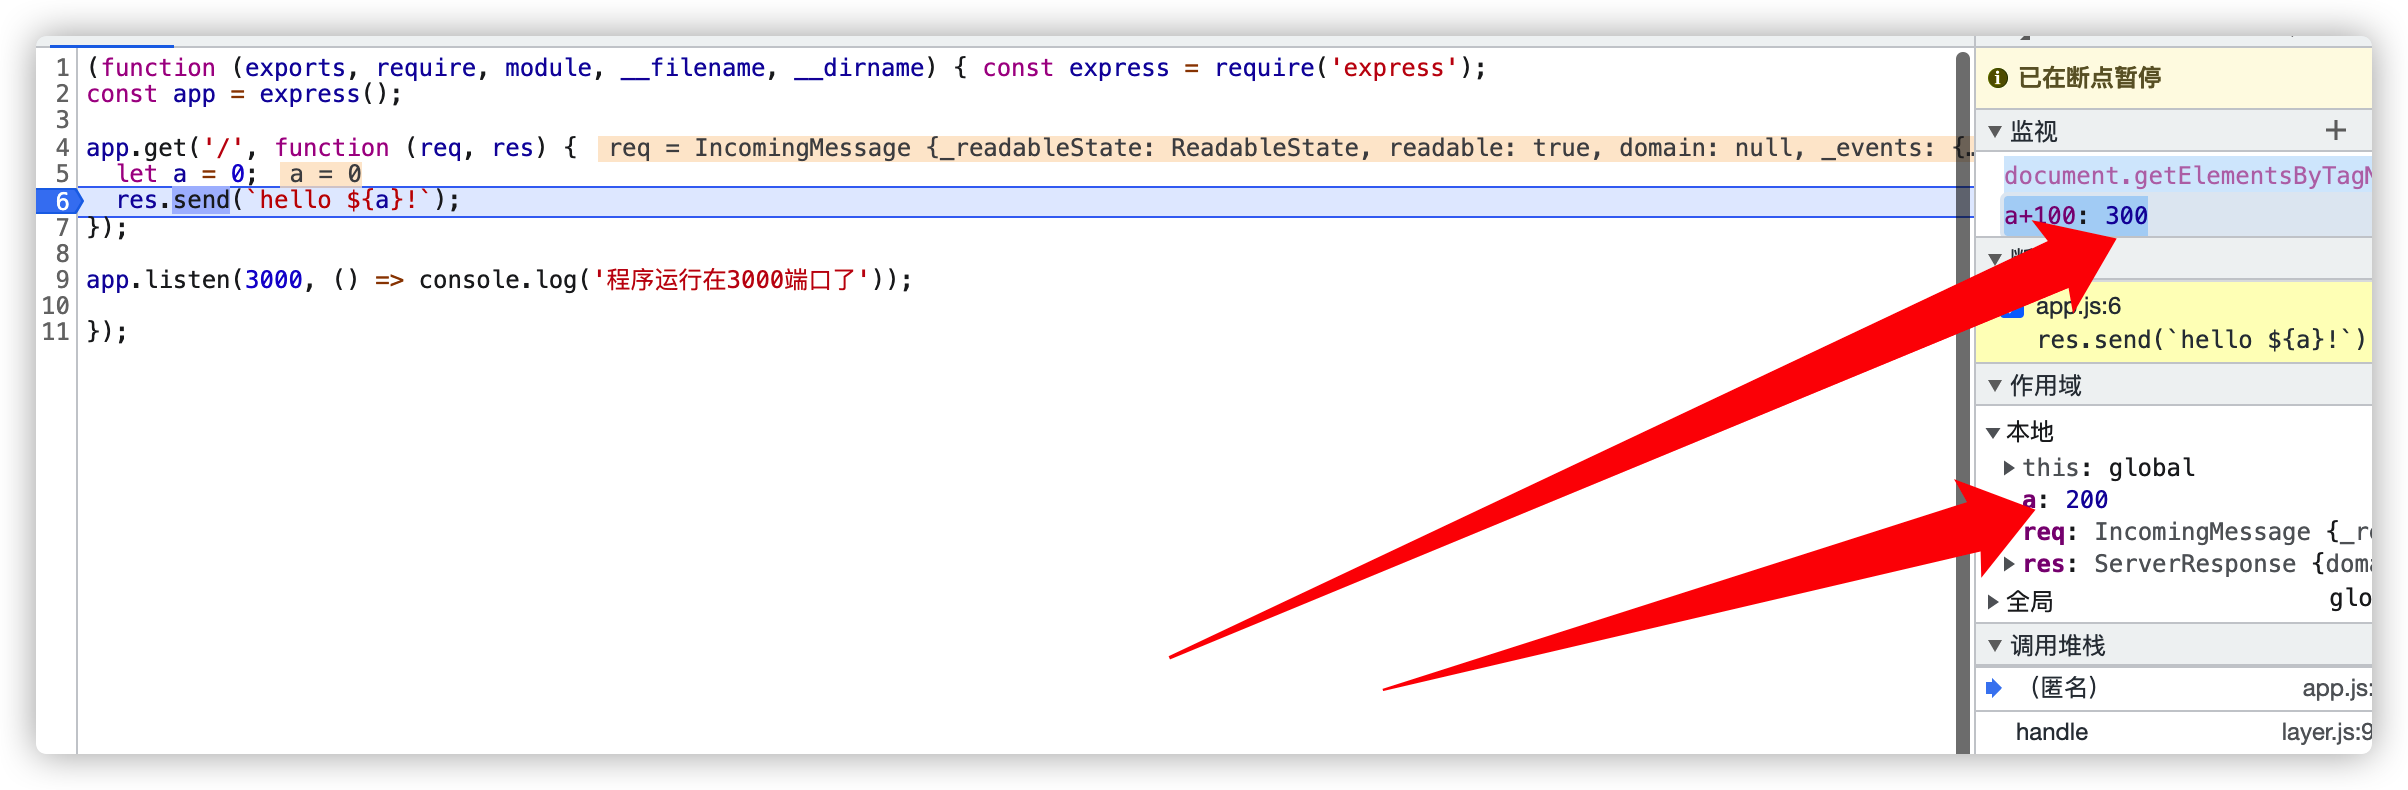 1 (function (exports, require, module, __filename, __dirname) { const express = require('express');
2 const app = express();
3
4 app.get('/', function (req, res) { req = IncomingMessage {_readableState: ReadableState, readable: true, domain: null, _events: {…
5 let a = 0; a = 0
6 res.send(`hello ${a}!`);
7 });
8
9 app.listen(3000, () => console.log('程序运行在3000端口了'));
10
11 });
已在断点暂停
监视
document.getElementsByTagN
a+100: 300
app.js:6
res.send(`hello ${a}!`)
作用域
本地
this: global
a: 200
req: IncomingMessage {_re
res: ServerResponse {doma
全局 glo
调用堆栈
(匿名) app.js:
handle layer.js:9